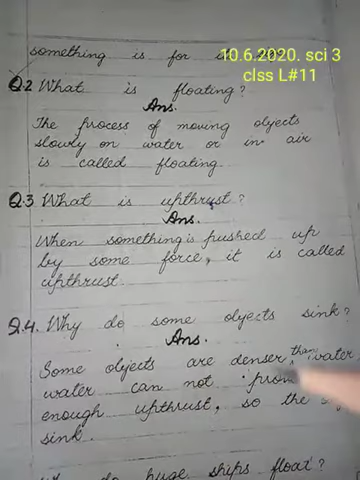 something is for its
10.6.2020. sci 3
clss L#11
Q.2 What is floating?
Ans.
The process of moving objects
slowly on water or in air
is called floating.
Q.3 What is upthrust?
Ans.
When something is pushed up
by some force, it is called
upthrust.
Q.4. Why do some objects sink?
Ans.
Some objects are denser than water
water can not
enough upthrust, so the
sink.
do huge ships float?